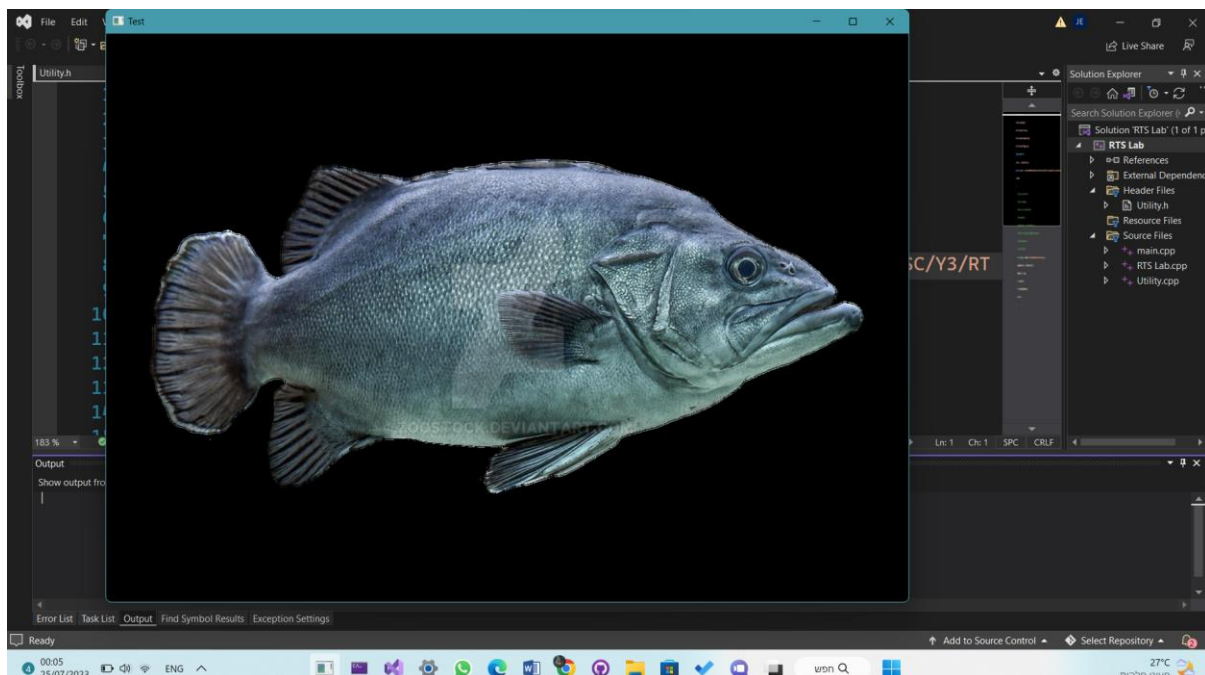 File Edit
Test
JE
Live Share
Toolbox
Utility.h
Solution Explorer
Search Solution Explorer (
Solution 'RTS Lab' (1 of 1 p
RTS Lab
References
External Dependenc
Header Files
Utility.h
Resource Files
Source Files
main.cpp
RTS Lab.cpp
Utility.cpp
SC/Y3/RT
ZOOSTOCK.DEVIANTART.COM
183 %
Ln: 1 Ch: 1 SPC CRLF
Output
Show output fro
Error List Task List Output Find Symbol Results Exception Settings
Ready
Add to Source Control
Select Repository
00:05
25/07/2023
ENG
חפש
27°C